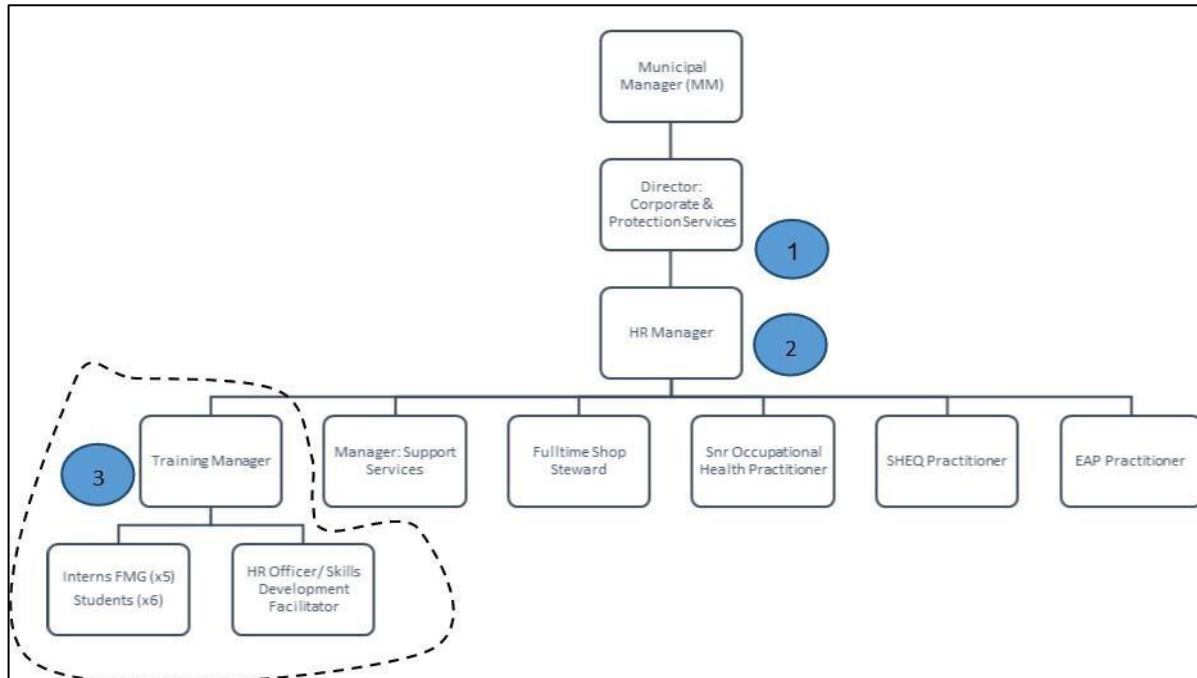 Municipal
Manager (MM)
Director:
Corporate &
Protection Services
1
HR Manager
2
Training Manager
Manager: Support
Services
Fulltime Shop
Steward
Snr Occupational
Health Practitioner
SHEQ Practitioner
EAP Practitioner
3
Interns FMG (x5)
Students (x6)
HR Officer/ Skills
Development
Facilitator